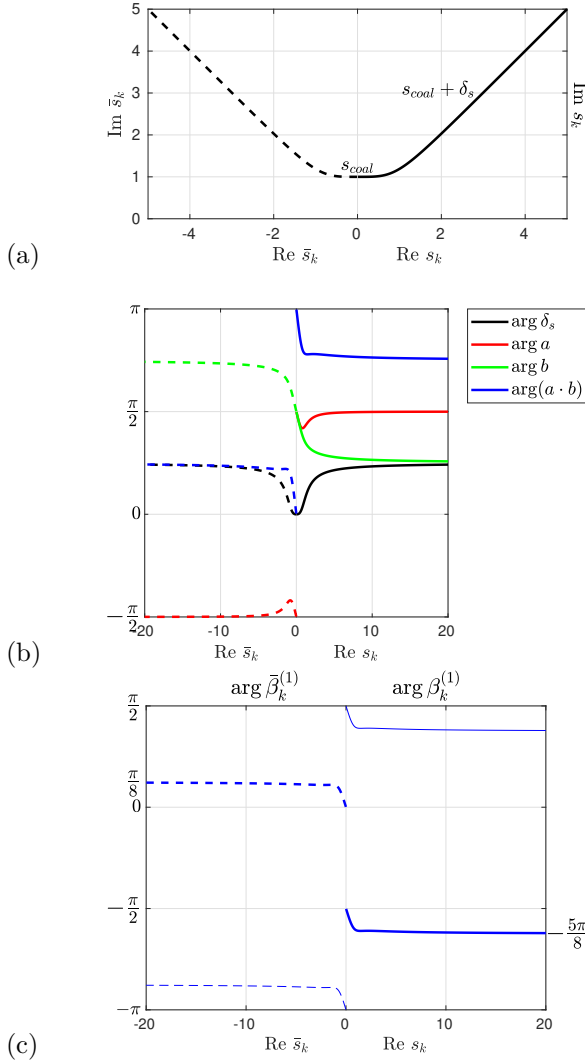 5
4
3
2
1
0
Im s̄_k
s_coal + δ_s
s_coal
Im s_k
-4 -2 0 2 4
Re s̄_k Re s_k
(a)
π
π/2
0
−π/2
arg δ_s
arg a
arg b
arg(a · b)
-20 -10 0 10 20
Re s̄_k Re s_k
(b)
arg β̄_k^(1) arg β_k^(1)
π/2
π/8
0
−π/2
−π
−5π/8
-20 -10 0 10 20
Re s̄_k Re s_k
(c)